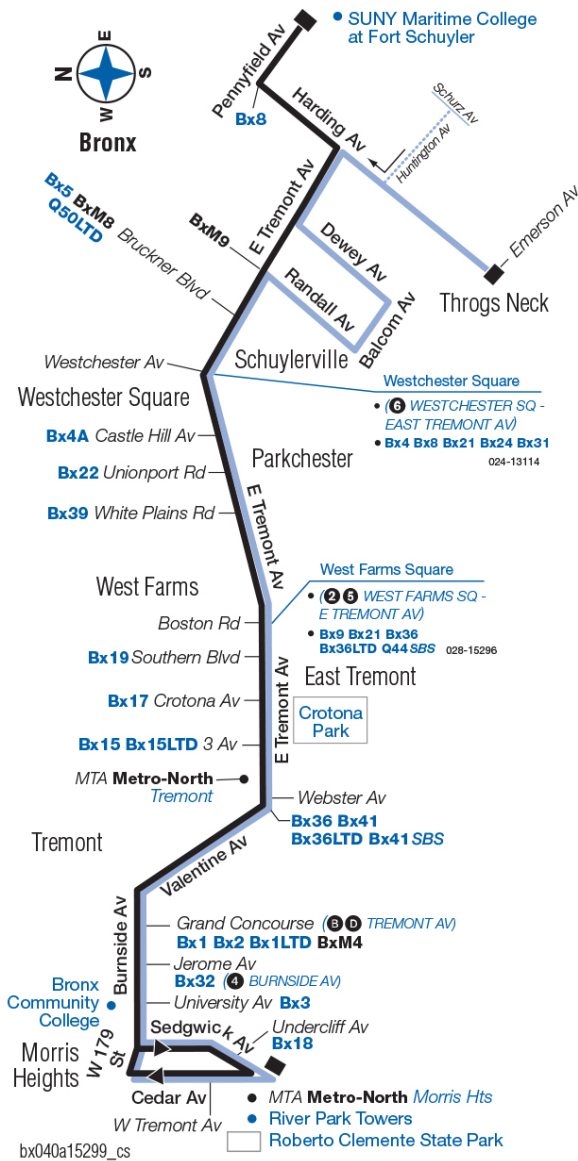 SUNY Maritime College
at Fort Schuyler
E
N
S
W
Bronx
Pennyfield Av
Bx8
Harding Av
Schurz Av
Huntington Av
Emerson Av
Throgs Neck
E Tremont Av
Bx5 BxM8
Q50LTD
Bruckner Blvd
BxM9
Dewey Av
Randall Av
Balcom Av
Schuylerville
Westchester Av
Westchester Square
Westchester Square
(6 WESTCHESTER SQ -
EAST TREMONT AV)
Bx4 Bx8 Bx21 Bx24 Bx31
024-13114
Bx4A Castle Hill Av
Parkchester
Bx22 Unionport Rd
Bx39 White Plains Rd
E Tremont Av
West Farms
West Farms Square
(2 5 WEST FARMS SQ -
E TREMONT AV)
Bx9 Bx21 Bx36
Bx36LTD Q44SBS 028-15296
Boston Rd
Bx19 Southern Blvd
East Tremont
E Tremont Av
Bx17 Crotona Av
Crotona
Park
Bx15 Bx15LTD 3 Av
MTA Metro-North
Tremont
Webster Av
Bx36 Bx41
Bx36LTD Bx41SBS
Tremont
Valentine Av
Burnside Av
Grand Concourse (B D TREMONT AV)
Bx1 Bx2 Bx1LTD BxM4
Jerome Av
Bx32 (4 BURNSIDE AV)
University Av Bx3
Bronx
Community
College
Sedgwick Av
Undercliff Av
Bx18
W 179
St
Morris
Heights
Cedar Av
W Tremont Av
MTA Metro-North Morris Hts
River Park Towers
Roberto Clemente State Park
bx040a15299_cs